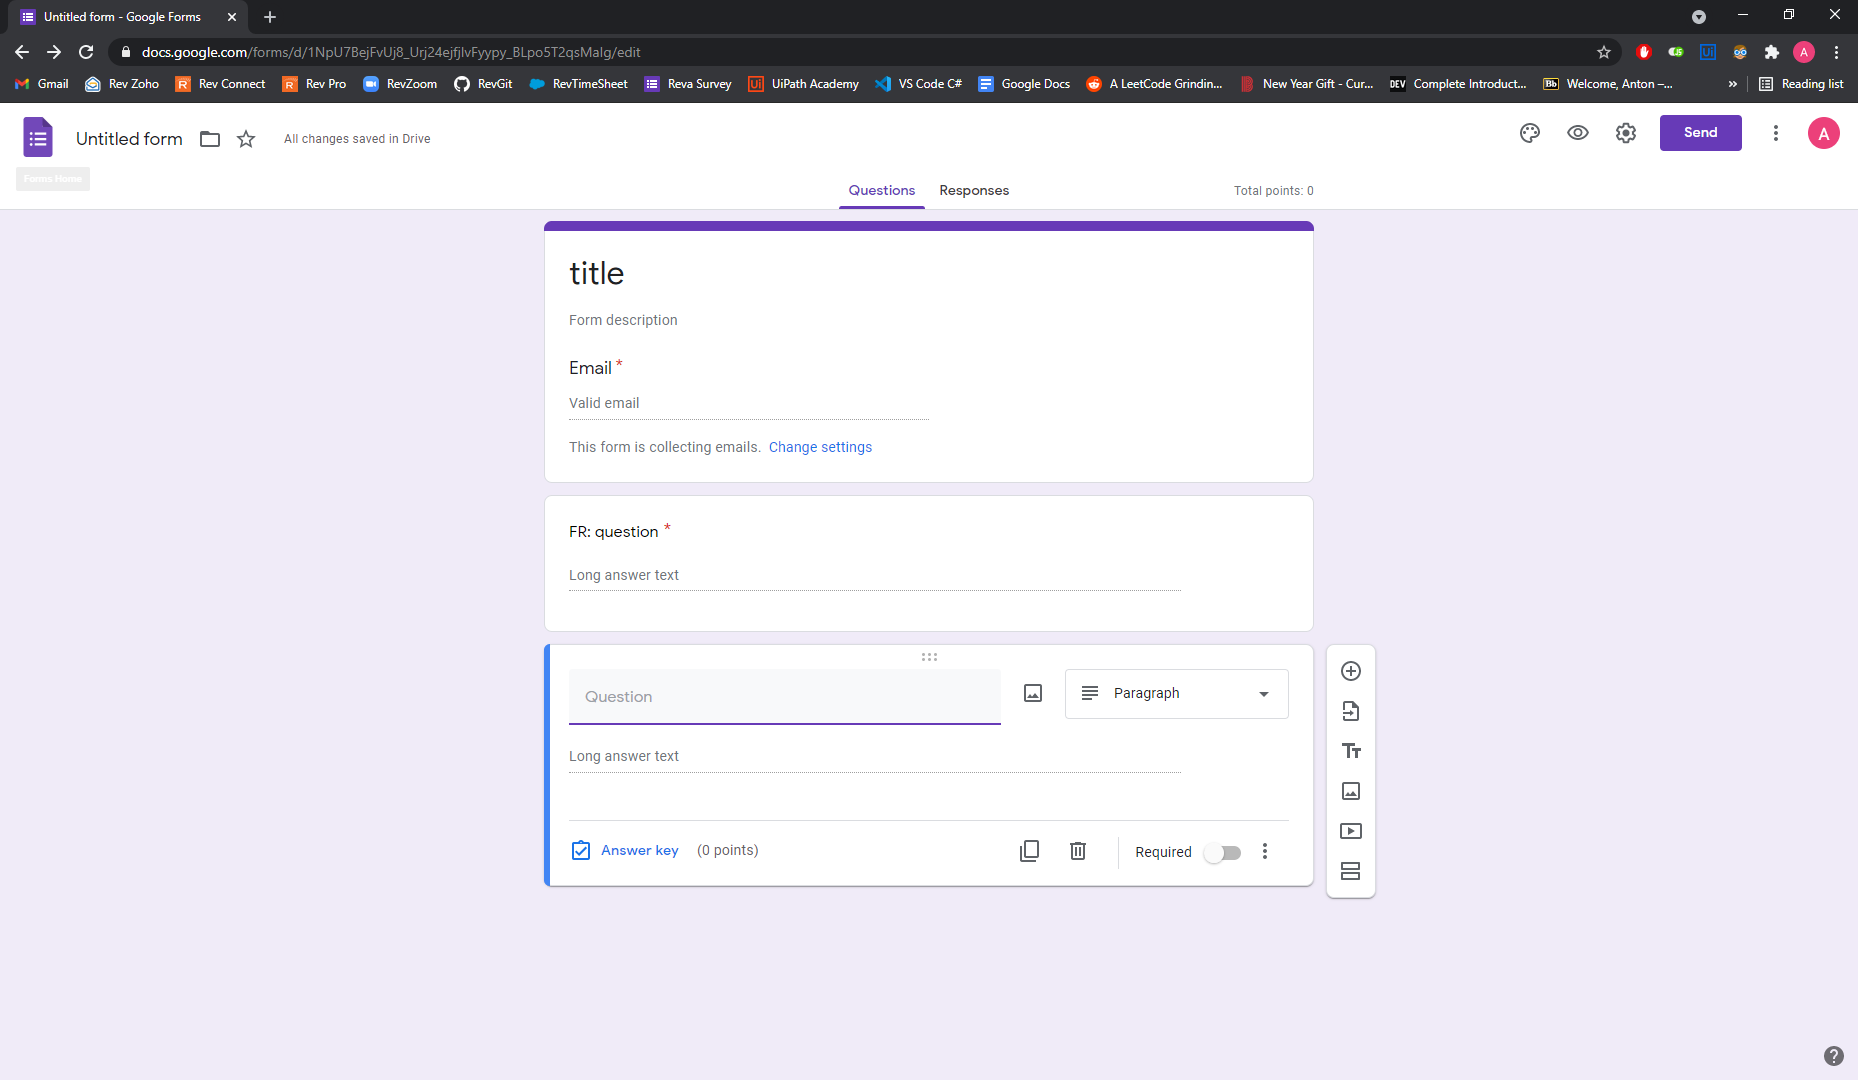 Untitled form - Google Forms
docs.google.com/forms/d/1NpU7BejFvUj8_Urj24ejfjlvFyypy_BLpo5T2qsMaIg/edit
Gmail Rev Zoho Rev Connect Rev Pro RevZoom RevGit RevTimeSheet Reva Survey UiPath Academy VS Code C# Google Docs A LeetCode Grindin... New Year Gift - Cur... Complete Introduct... Welcome, Anton –... » Reading list
Untitled form All changes saved in Drive Send A
Forms Home
Questions Responses Total points: 0
title
Form description
Email *
Valid email
This form is collecting emails. Change settings
FR: question *
Long answer text
Question Paragraph
Long answer text
Answer key (0 points) Required